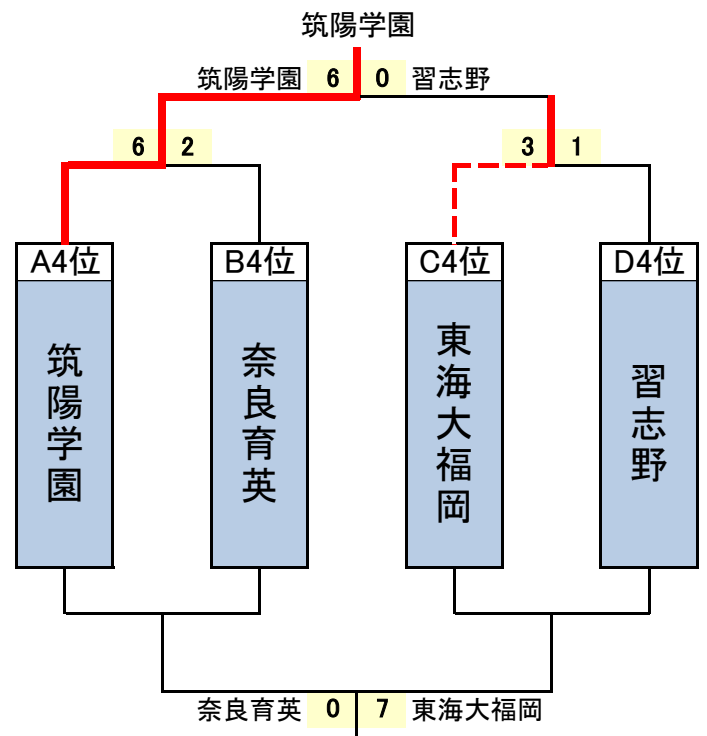 筑陽学園
筑陽学園 6 0 習志野
6 2 3 1
A4位 B4位 C4位 D4位
筑陽学園
奈良育英
東海大福岡
習志野
奈良育英 0 7 東海大福岡